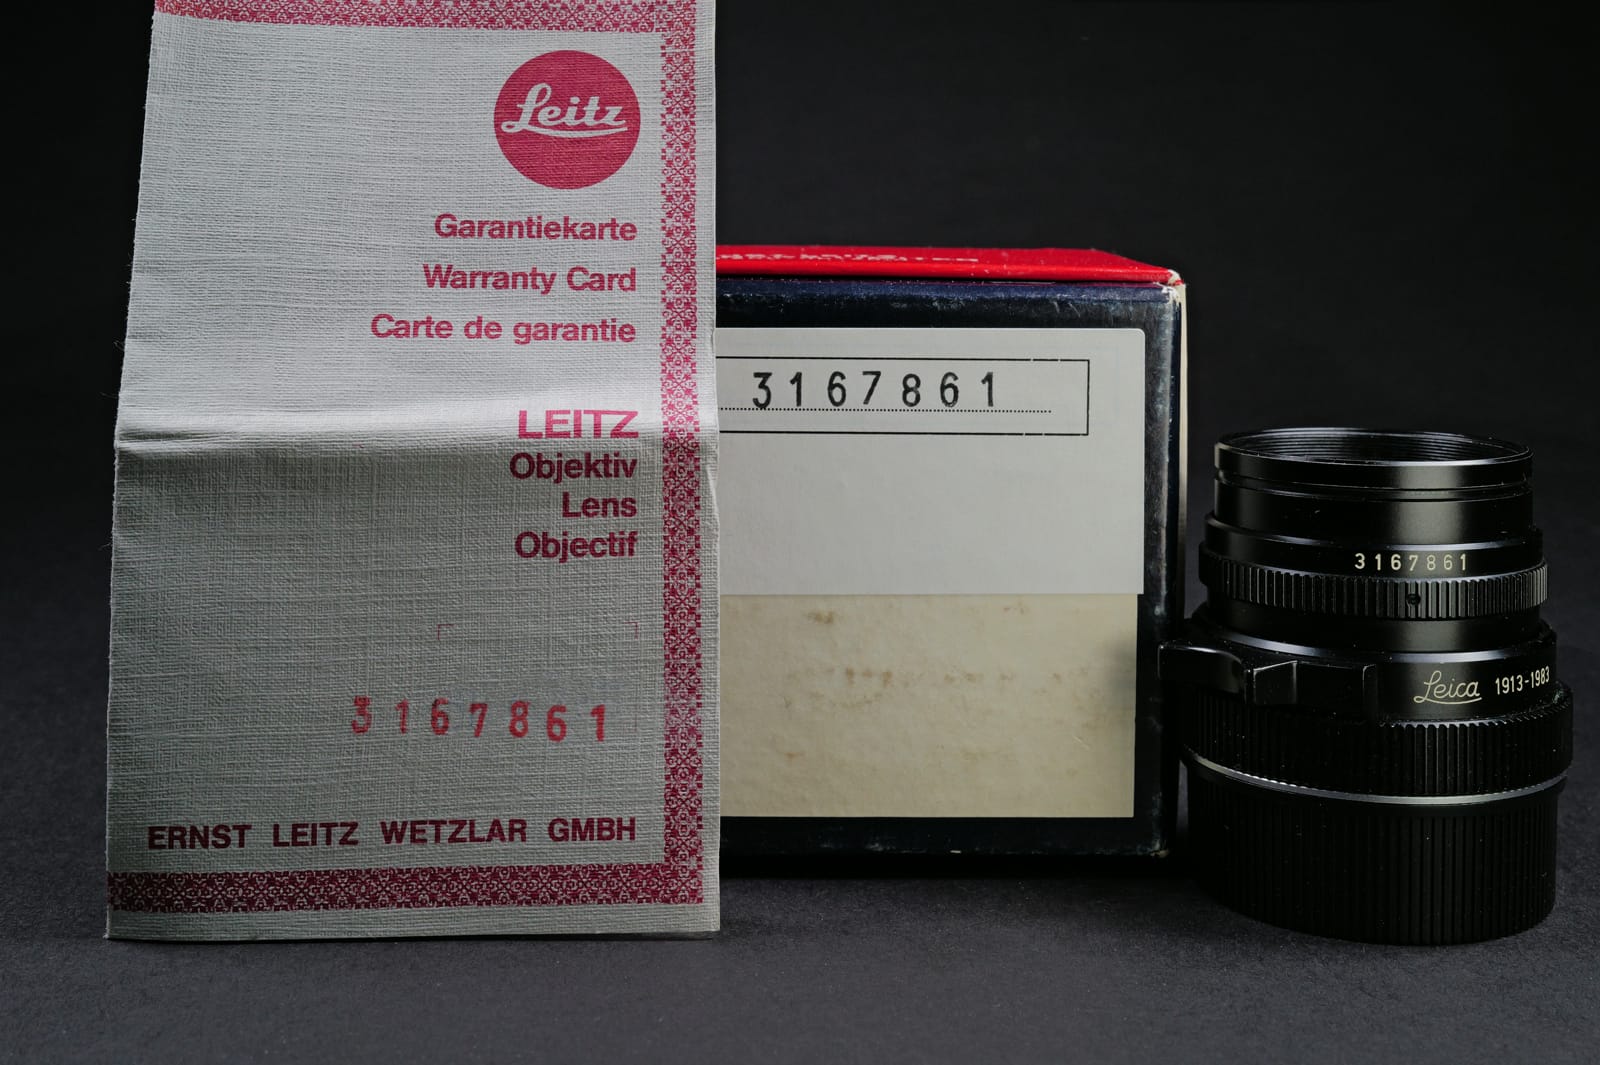 Leitz
Garantiekarte
Warranty Card
Carte de garantie
LEITZ
Objektiv
Lens
Objectif
3167861
ERNST LEITZ WETZLAR GMBH
3167861
3167861
Leica 1913-1983